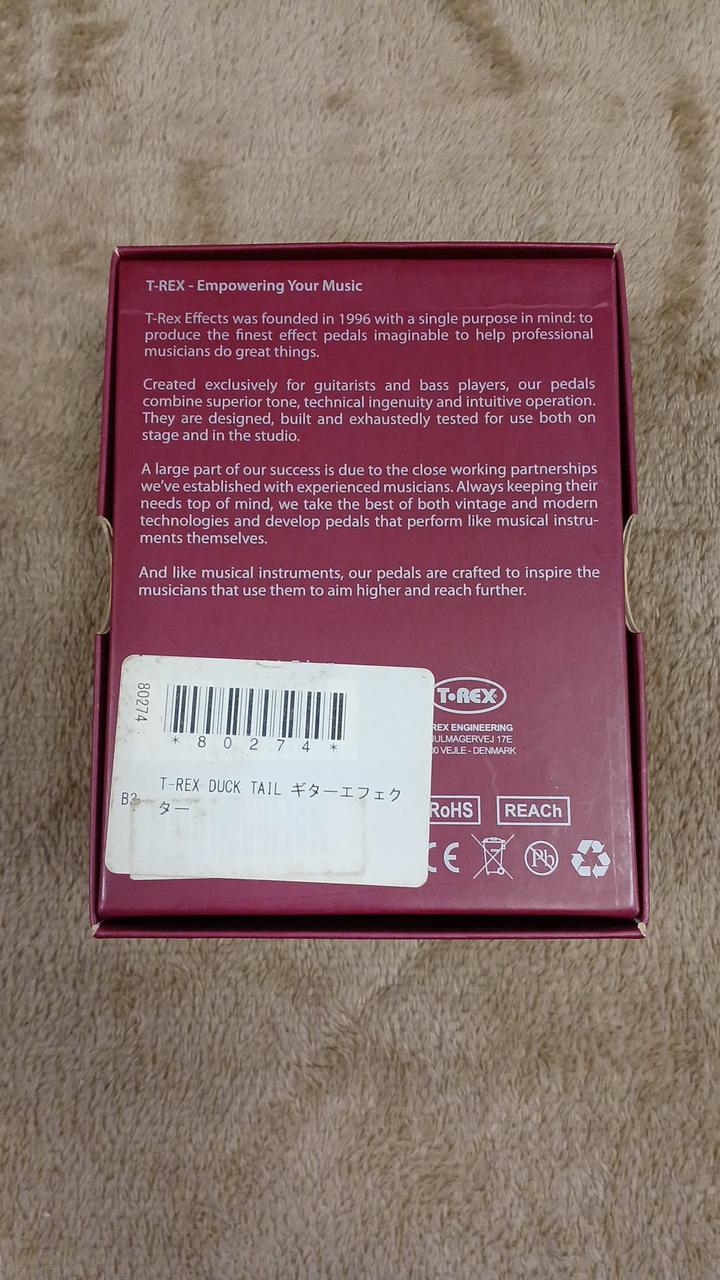 T-REX - Empowering Your Music
T-Rex Effects was founded in 1996 with a single purpose in mind: to
produce the finest effect pedals imaginable to help professional
musicians do great things.
Created exclusively for guitarists and bass players, our pedals
combine superior tone, technical ingenuity and intuitive operation.
They are designed, built and exhaustedly tested for use both on
stage and in the studio.
A large part of our success is due to the close working partnerships
we've established with experienced musicians. Always keeping their
needs top of mind, we take the best of both vintage and modern
technologies and develop pedals that perform like musical instru-
ments themselves.
And like musical instruments, our pedals are crafted to inspire the
musicians that use them to aim higher and reach further.
80274
*80274*
T-REX DUCK TAIL ギターエフェク
ター
T-REX
REX ENGINEERING
ULMAGERVEJ 17E
VEJLE - DENMARK
RoHS
REACh
CE
Pb